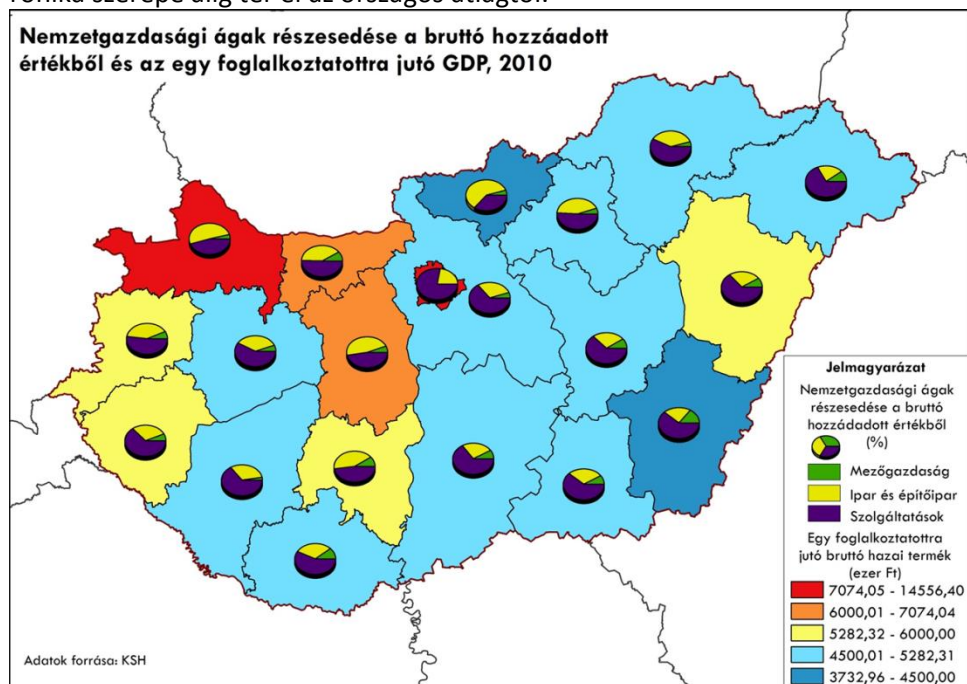 Nemzetgazdasági ágak részesedése a bruttó hozzáadott
értékből és az egy foglalkoztatottra jutó GDP, 2010
Jelmagyarázat
Nemzetgazdasági ágak
részesedése a bruttó
hozzádadott értékből
(%)
Mezőgazdaság
Ipar és építőipar
Szolgáltatások
Egy foglalkoztatottra
jutó bruttó hazai termék
(ezer Ft)
7074,05 - 14556,40
6000,01 - 7074,04
5282,32 - 6000,00
4500,01 - 5282,31
3732,96 - 4500,00
Adatok forrása: KSH